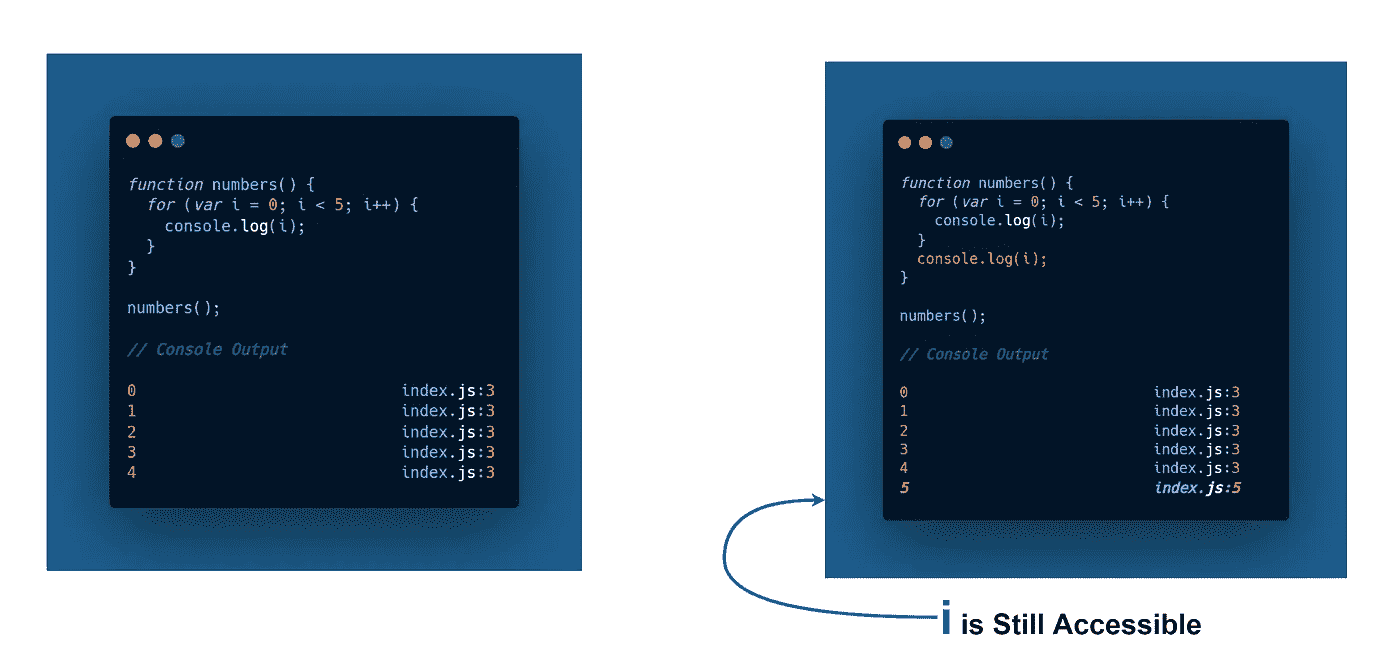 function numbers() {
for (var i = 0; i < 5; i++) {
console.log(i);
}
}
numbers();
// Console Output
0 index.js:3
1 index.js:3
2 index.js:3
3 index.js:3
4 index.js:3
function numbers() {
for (var i = 0; i < 5; i++) {
console.log(i);
}
console.log(i);
}
numbers();
// Console Output
0 index.js:3
1 index.js:3
2 index.js:3
3 index.js:3
4 index.js:3
5 index.js:5
i is Still Accessible